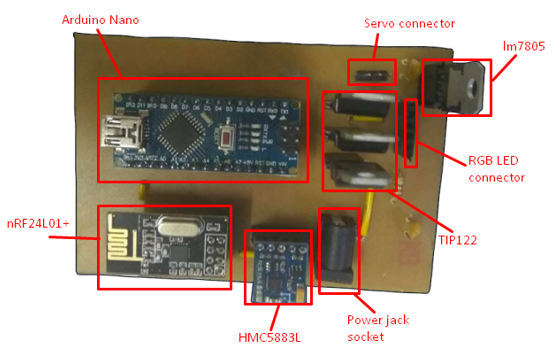 Arduino Nano
Servo connector
lm7805
RGB LED
connector
TIP122
nRF24L01+
HMC5883L
Power jack
socket